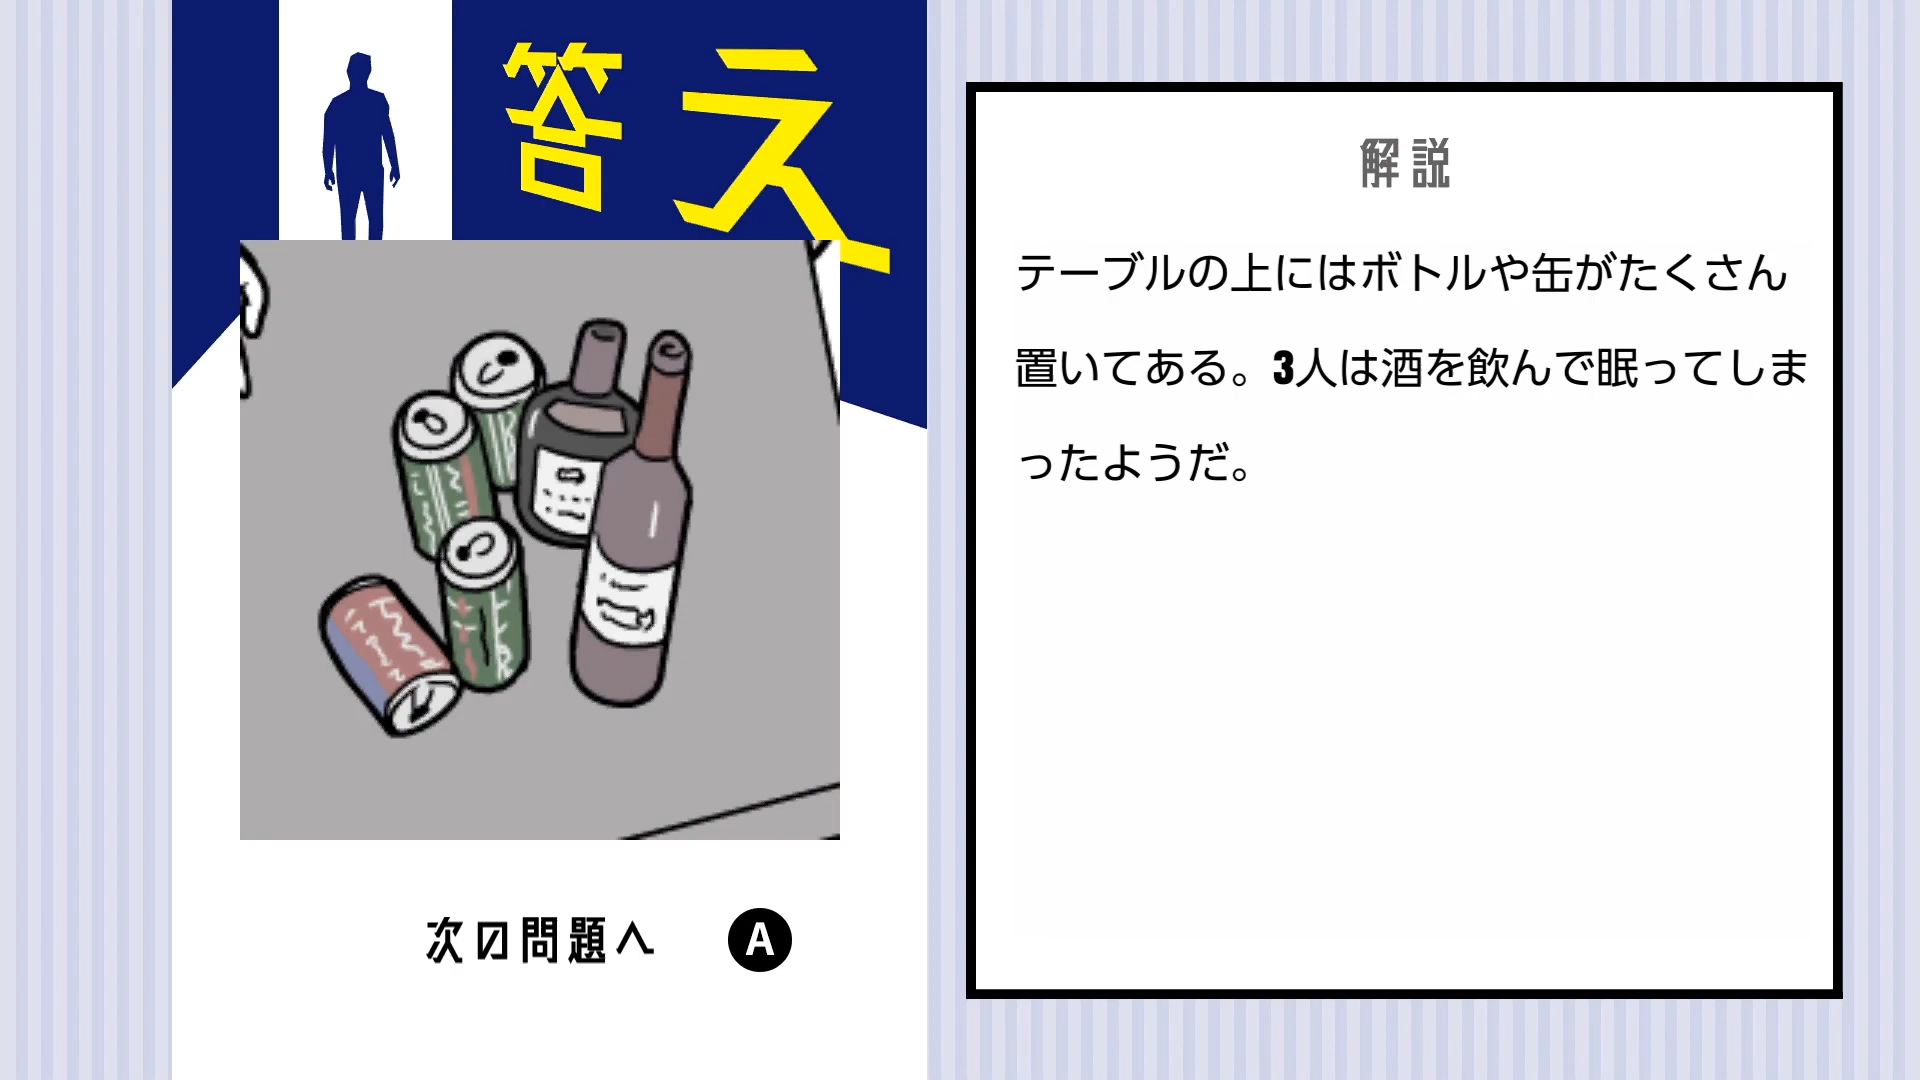 答え
解説
テーブルの上にはボトルや缶がたくさん
置いてある。3人は酒を飲んで眠ってしま
ったようだ。
次の問題へ A